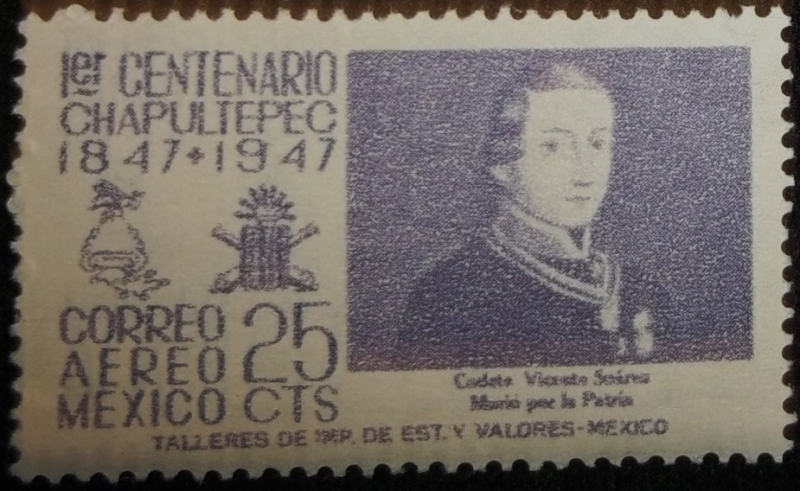 1er CENTENARIO
CHAPULTEPEC
1847+1947
CORREO
AEREO
MEXICO
25
CTS
Cadete Vicente Suárez
Murió por la Patria
TALLERES DE IMP. DE EST. Y VALORES-MEXICO